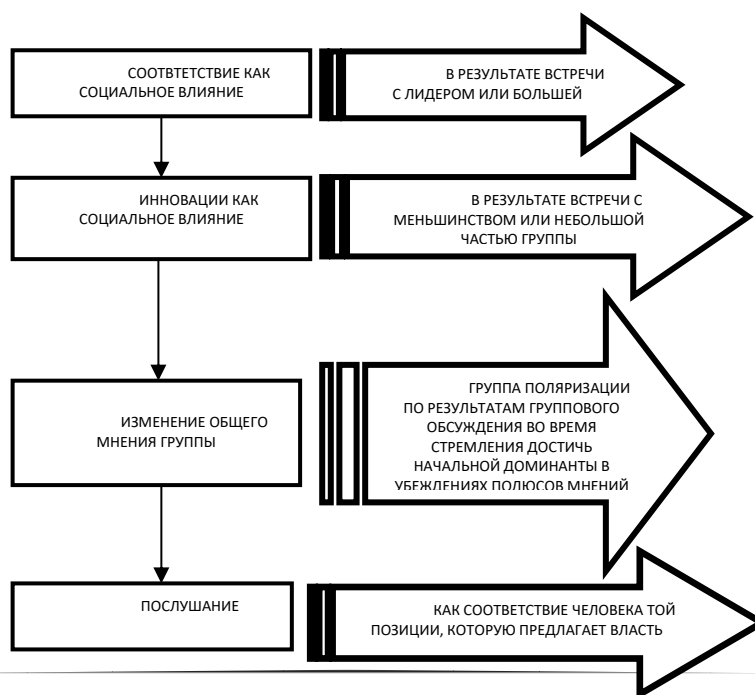 СООТВТЕТСТВИЕ КАК
СОЦИАЛЬНОЕ ВЛИЯНИЕ
В РЕЗУЛЬТАТЕ ВСТРЕЧИ
С ЛИДЕРОМ ИЛИ БОЛЬШЕЙ
ИННОВАЦИИ КАК
СОЦИАЛЬНОЕ ВЛИЯНИЕ
В РЕЗУЛЬТАТЕ ВСТРЕЧИ С
МЕНЬШИНСТВОМ ИЛИ НЕБОЛЬШОЙ
ЧАСТЬЮ ГРУППЫ
ИЗМЕНЕНИЕ ОБЩЕГО
МНЕНИЯ ГРУППЫ
ГРУППА ПОЛЯРИЗАЦИИ
ПО РЕЗУЛЬТАТАМ ГРУППОВОГО
ОБСУЖДЕНИЯ ВО ВРЕМЯ
СТРЕМЛЕНИЯ ДОСТИЧЬ
НАЧАЛЬНОЙ ДОМИНАНТЫ В
УБЕЖДЕНИЯХ ПОЛЮСОВ МНЕНИЙ
ПОСЛУШАНИЕ
КАК СООТВЕТСТВИЕ ЧЕЛОВЕКА ТОЙ
ПОЗИЦИИ, КОТОРУЮ ПРЕДЛАГАЕТ ВЛАСТЬ